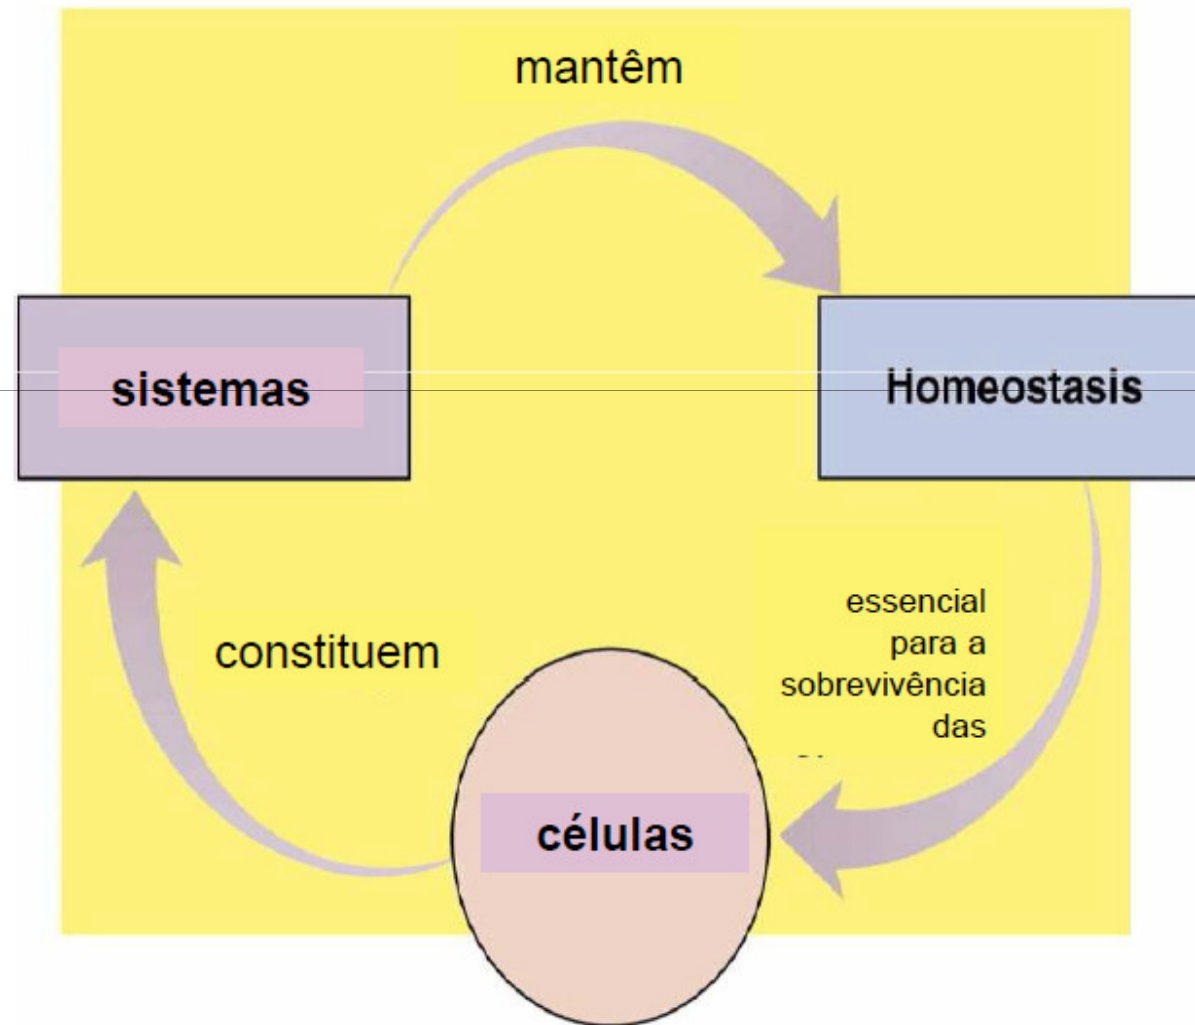 mantêm
sistemas
Homeostasis
essencial
para a
sobrevivência
das
constituem
células